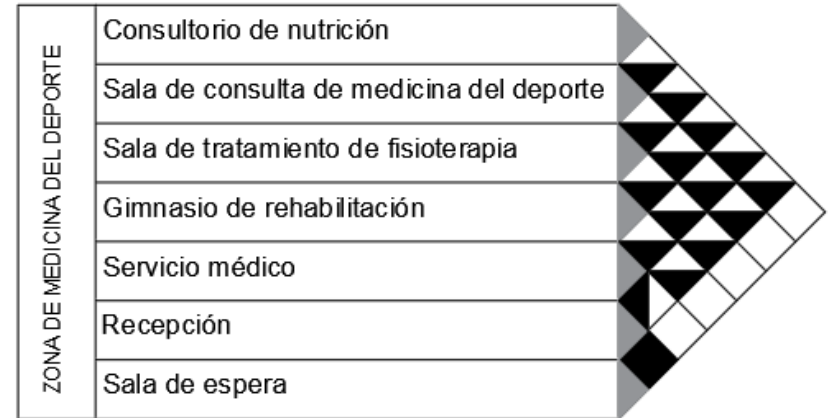 ZONA DE MEDICINA DEL DEPORTE
Consultorio de nutrición
Sala de consulta de medicina del deporte
Sala de tratamiento de fisioterapia
Gimnasio de rehabilitación
Servicio médico
Recepción
Sala de espera